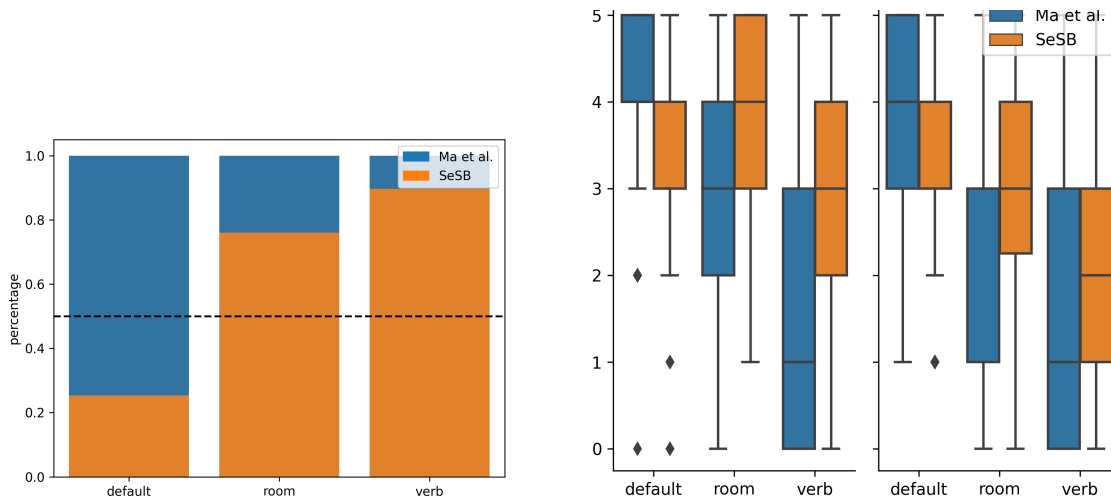 1.0
0.8
0.6
0.4
0.2
0.0
percentage
Ma et al.
SeSB
default room verb
5
4
3
2
1
0
default room verb
Ma et al.
SeSB
default room verb